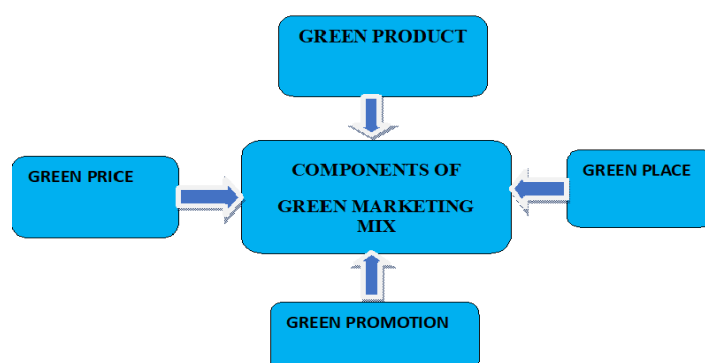 GREEN PRODUCT
GREEN PRICE
COMPONENTS OF
GREEN MARKETING
MIX
GREEN PLACE
GREEN PROMOTION